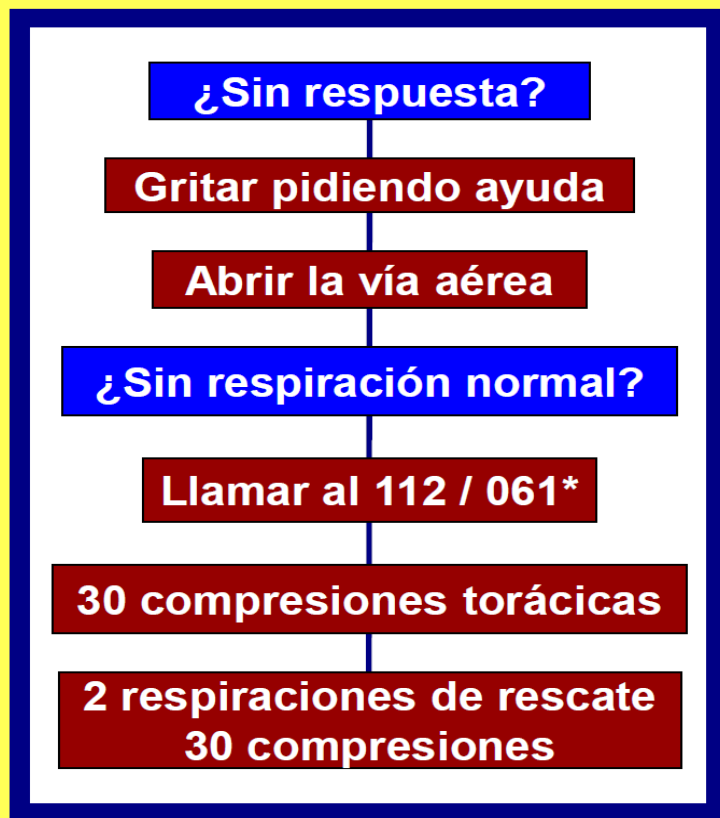 ¿Sin respuesta?
Gritar pidiendo ayuda
Abrir la vía aérea
¿Sin respiración normal?
Llamar al 112 / 061*
30 compresiones torácicas
2 respiraciones de rescate
30 compresiones